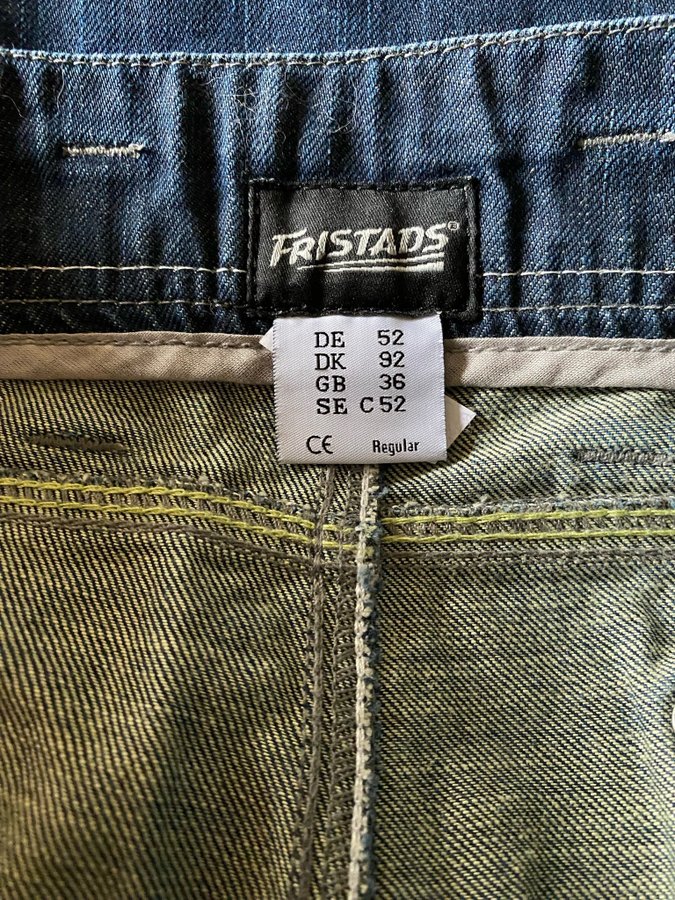 FRISTADS®
DE 52
DK 92
GB 36
SE C 52
CE Regular